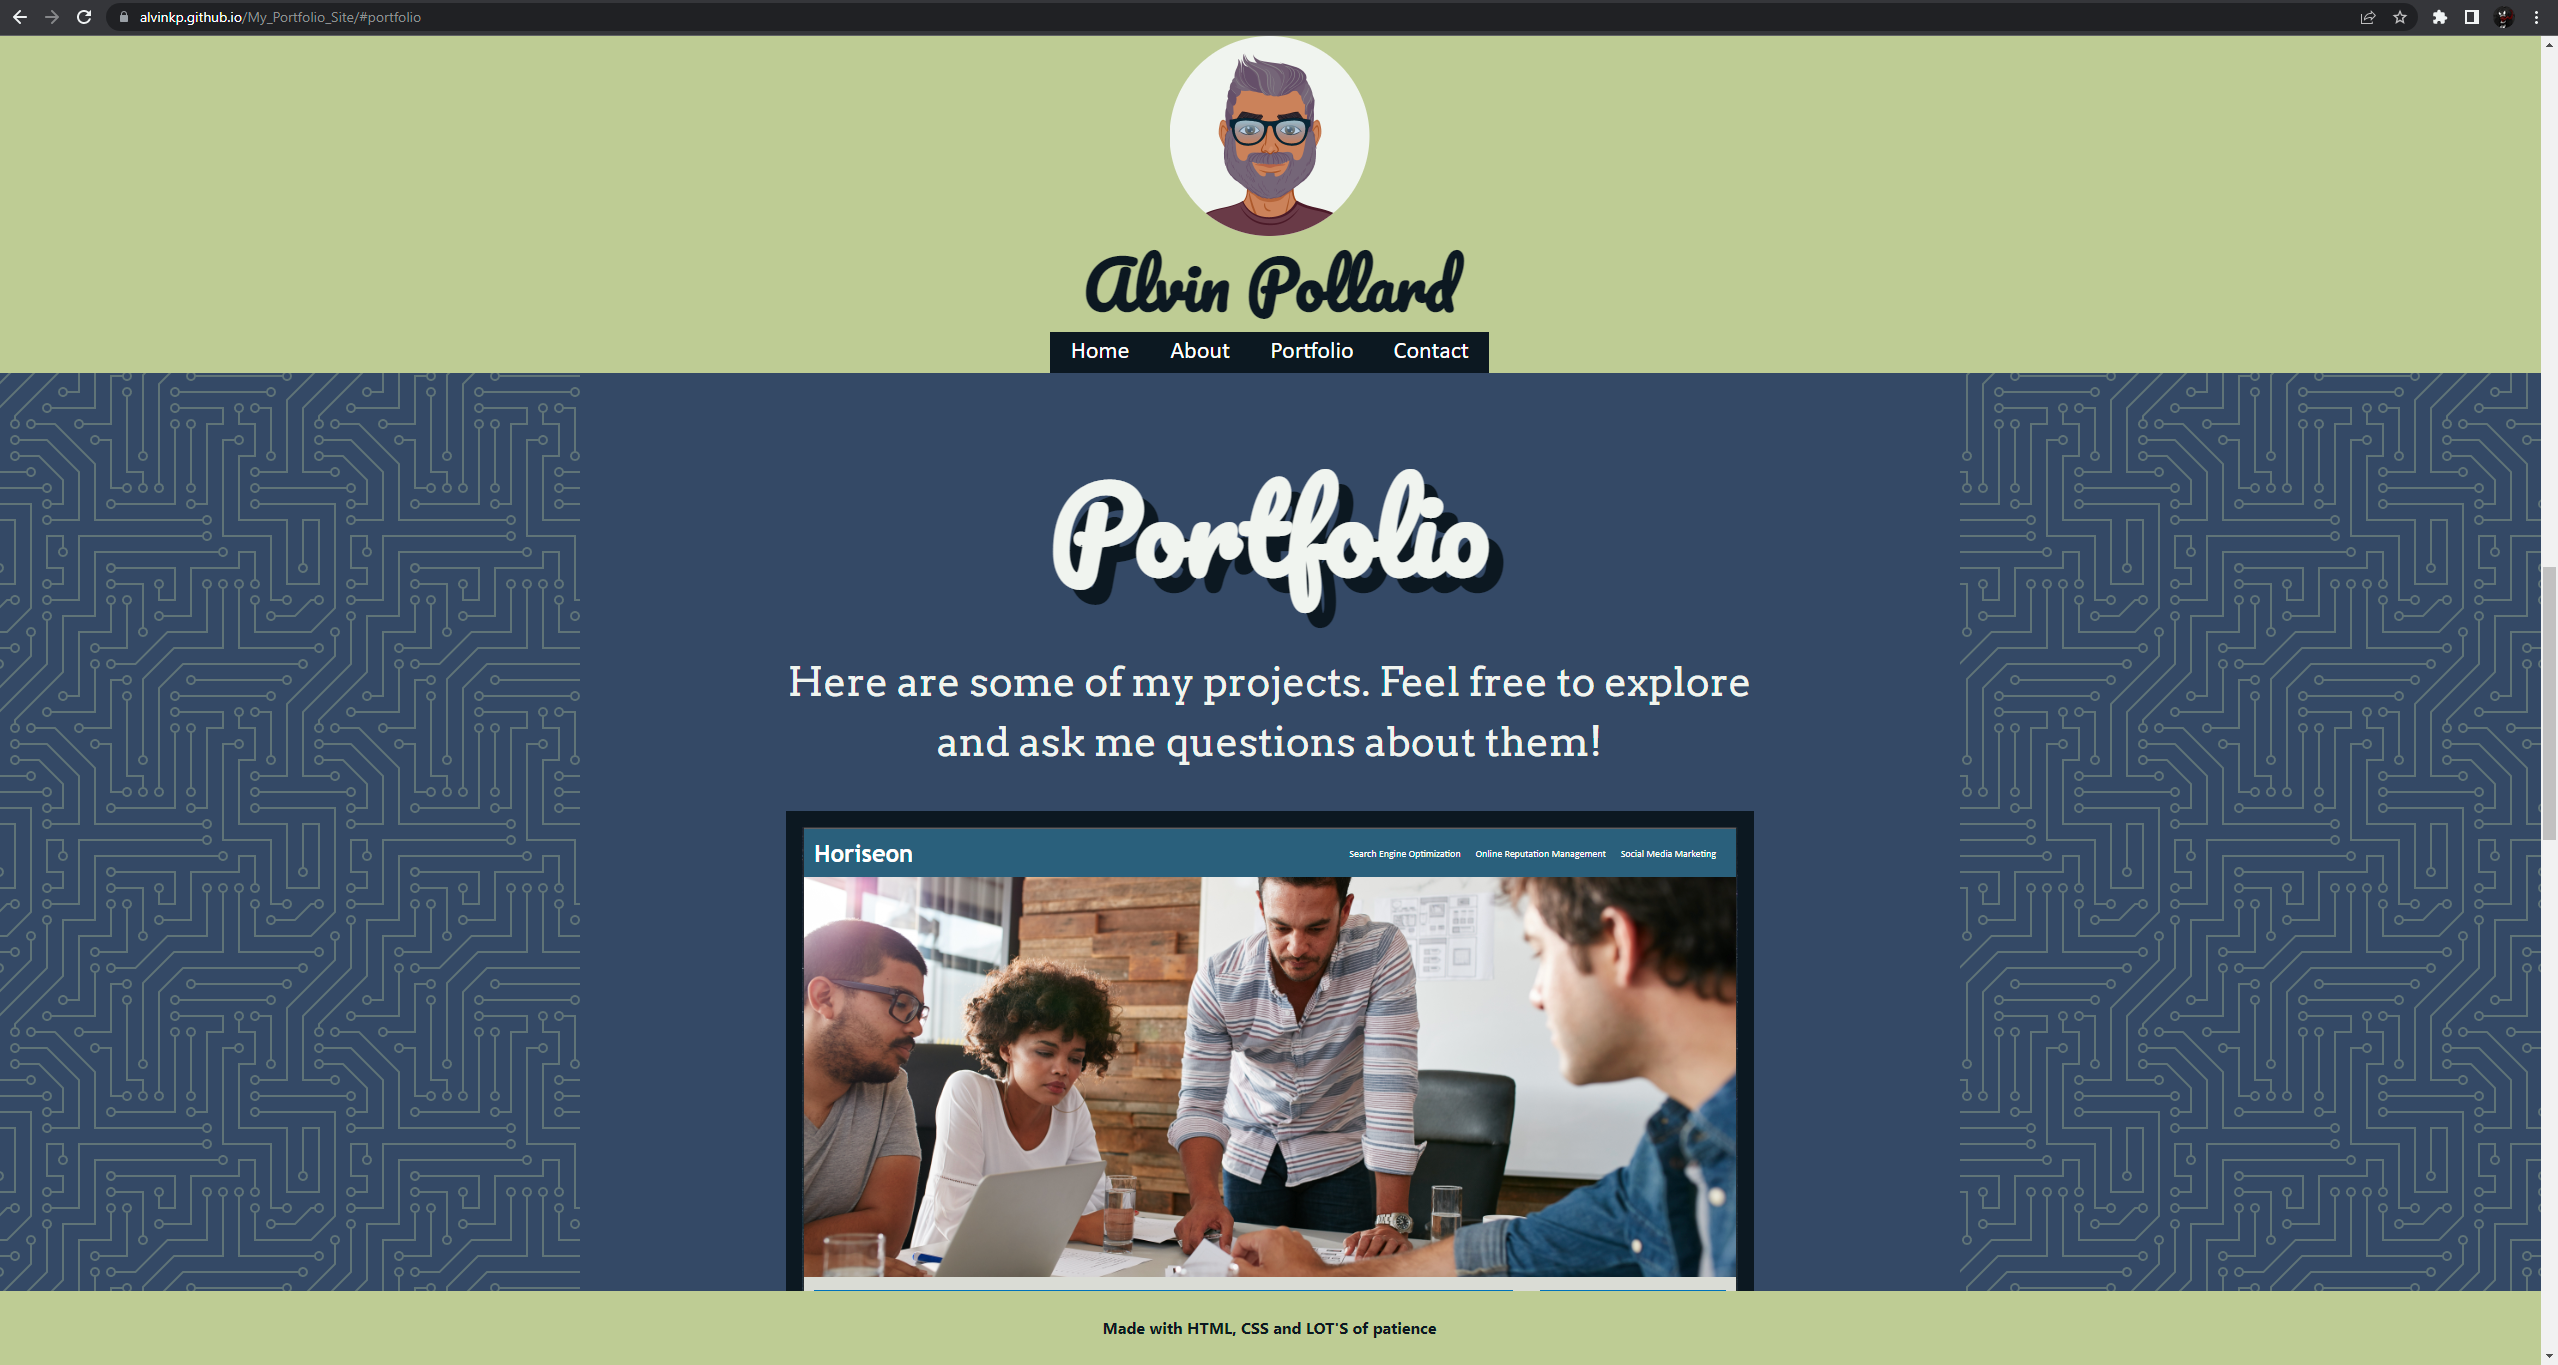 alvinkp.github.io/My_Portfolio_Site/#portfolio
Alvin Pollard
Home About Portfolio Contact
Portfolio
Here are some of my projects. Feel free to explore
and ask me questions about them!
Horiseon Search Engine Optimization Online Reputation Management Social Media Marketing
Made with HTML, CSS and LOT'S of patience